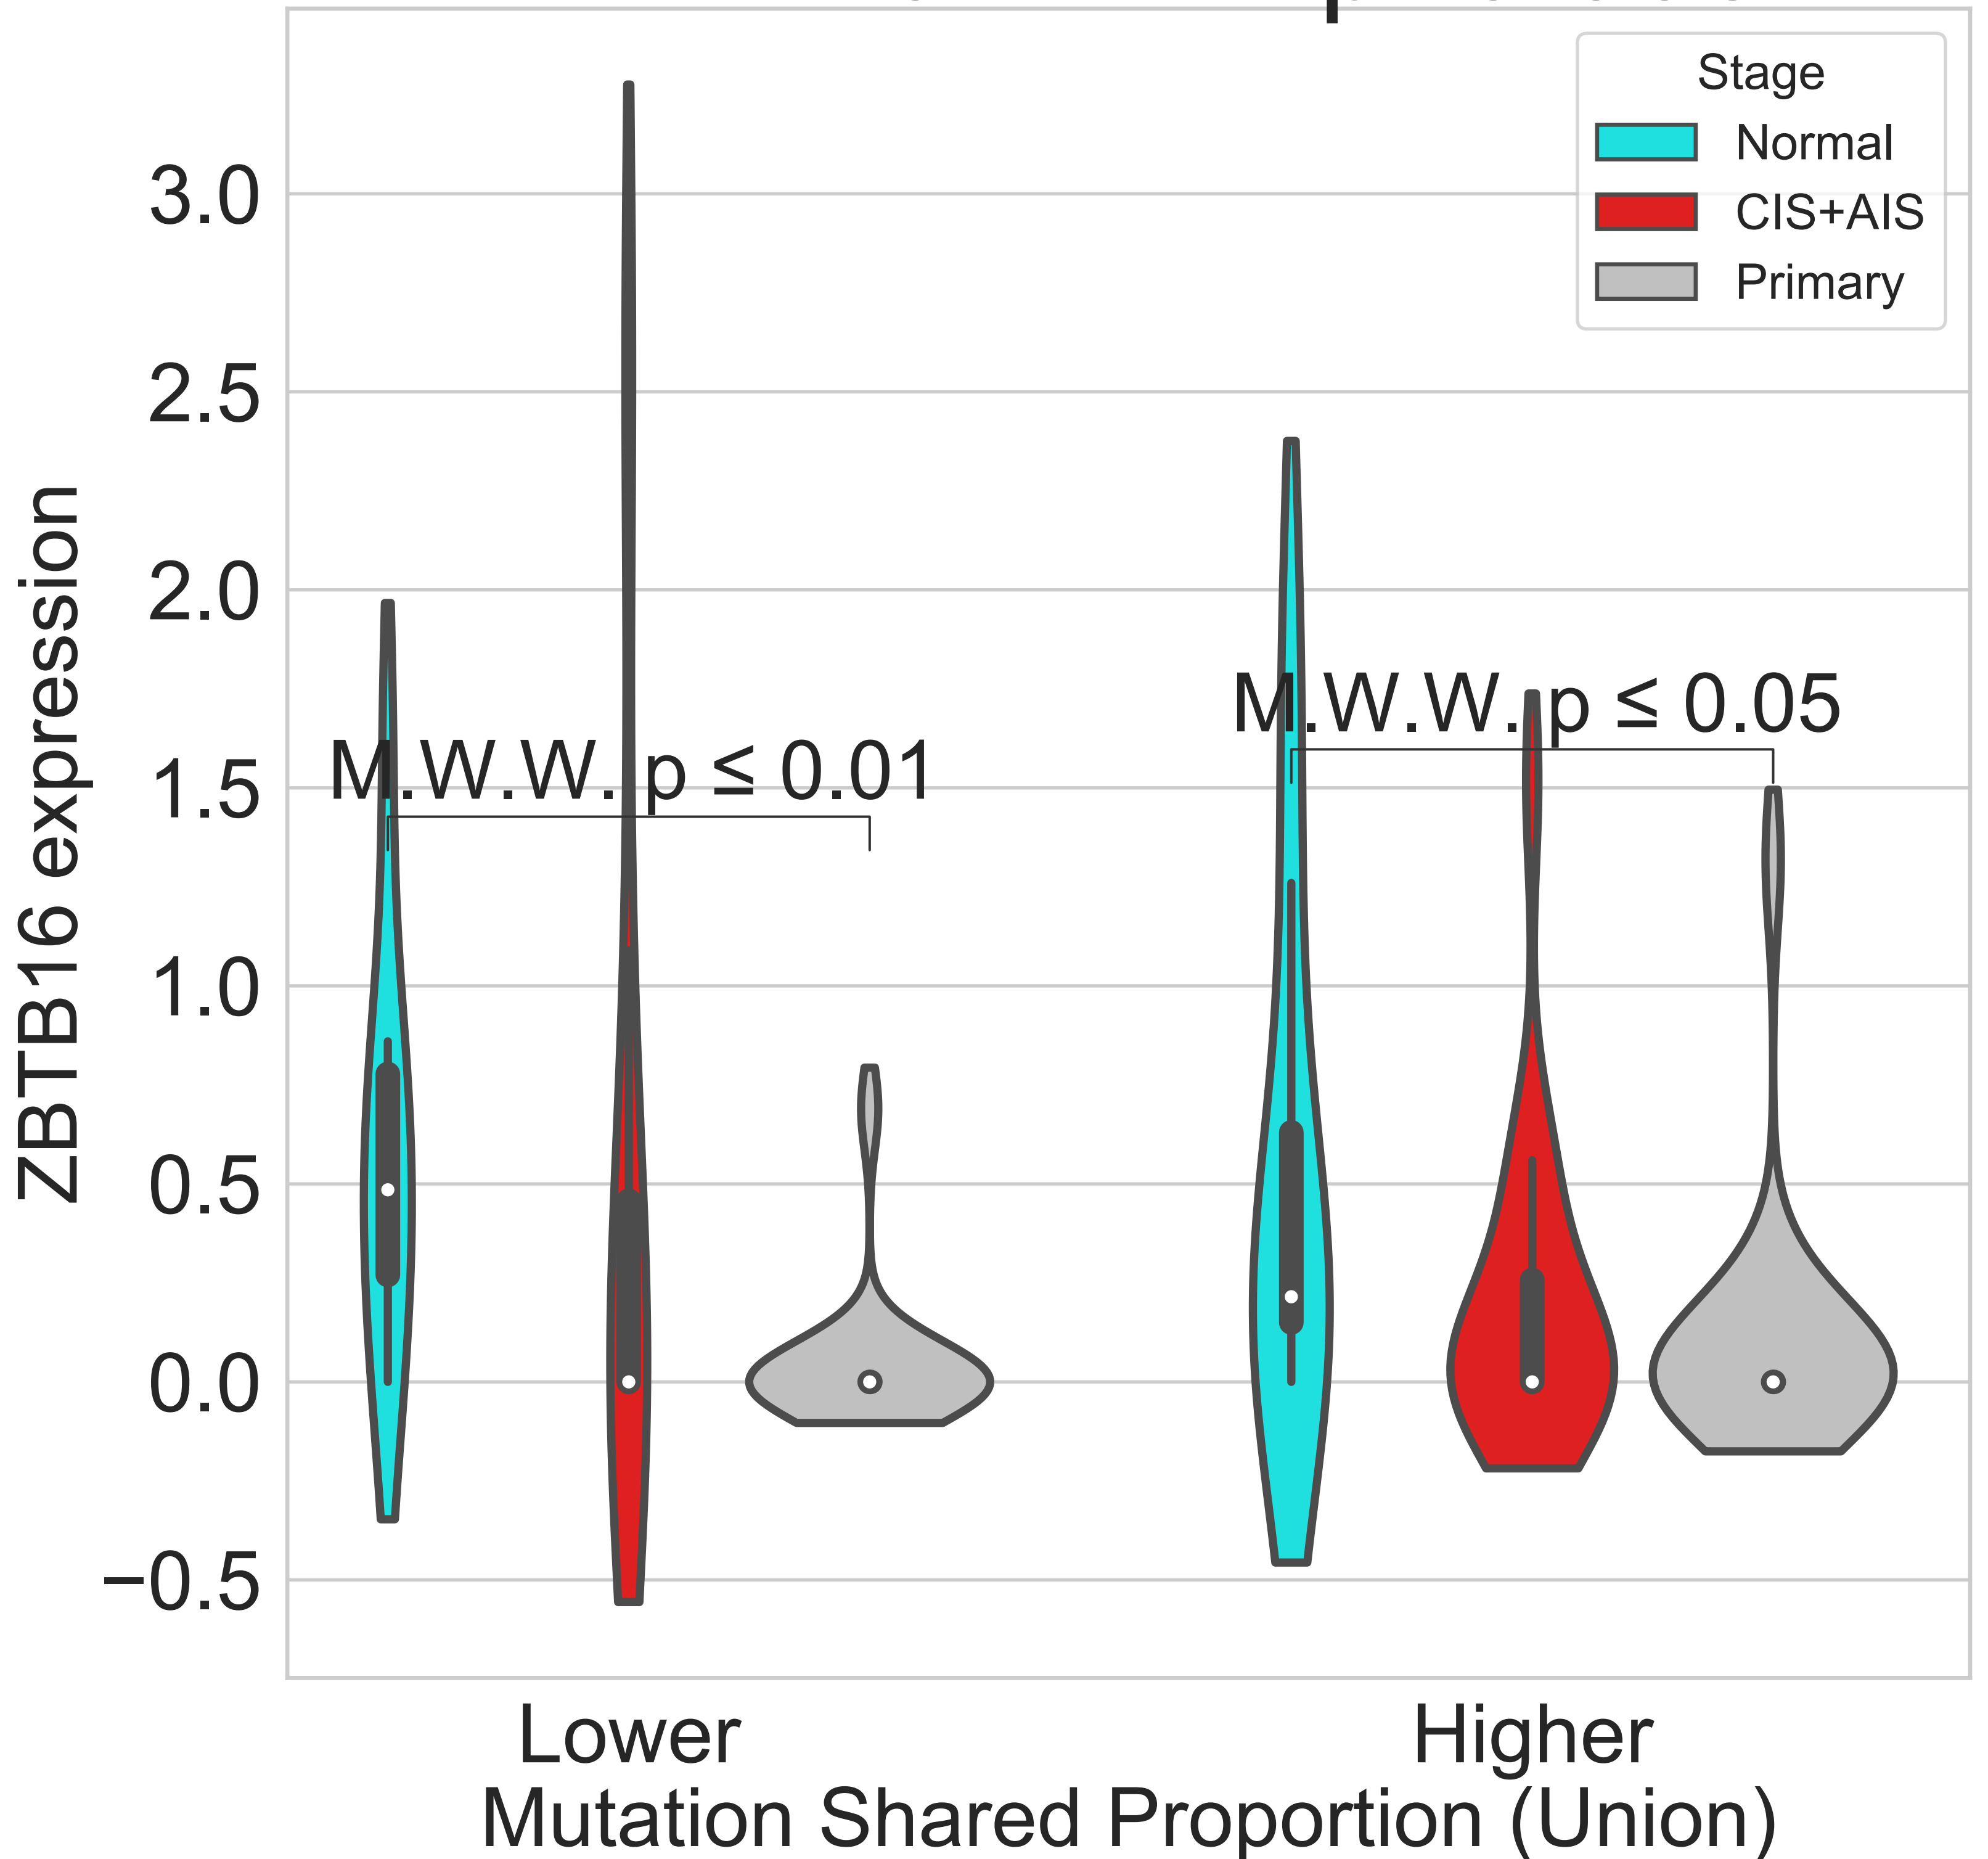 Stage
Normal
CIS+AIS
Primary
3.0
2.5
2.0
1.5
1.0
0.5
0.0
−0.5
ZBTB16 expression
M.W.W. p ≤ 0.01
M.W.W. p ≤ 0.05
Lower
Higher
Mutation Shared Proportion (Union)